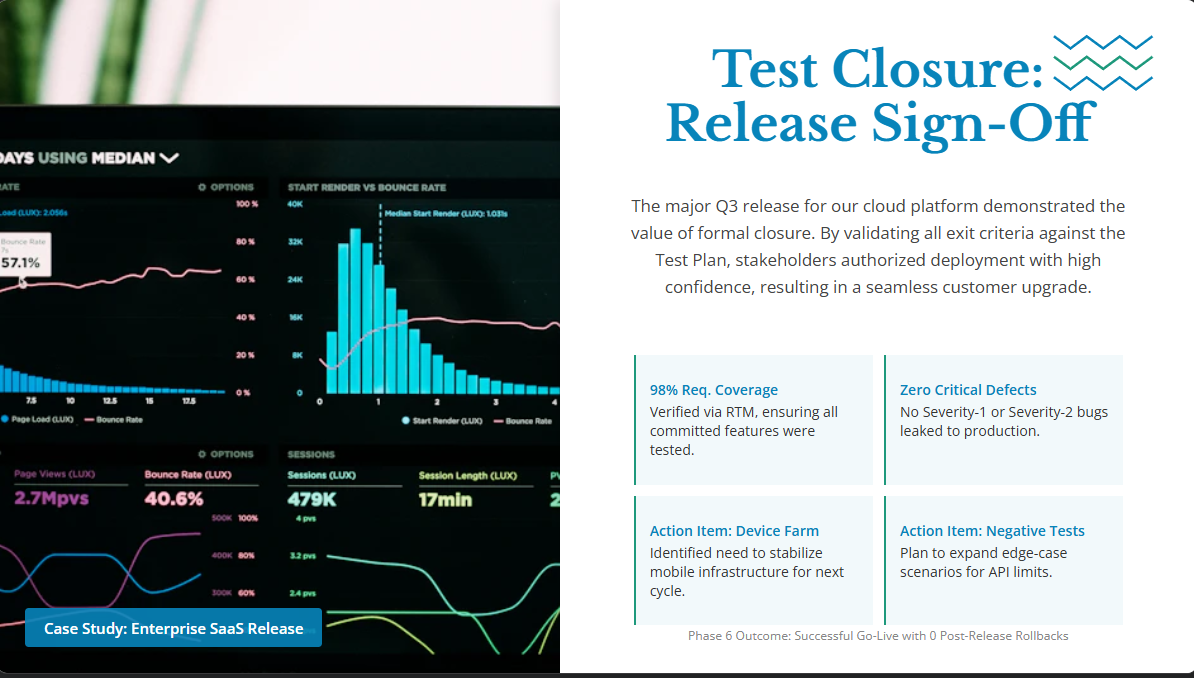 Test Closure:
Release Sign-Off
The major Q3 release for our cloud platform demonstrated the
value of formal closure. By validating all exit criteria against the
Test Plan, stakeholders authorized deployment with high
confidence, resulting in a seamless customer upgrade.
98% Req. Coverage
Verified via RTM, ensuring all
committed features were
tested.
Zero Critical Defects
No Severity-1 or Severity-2 bugs
leaked to production.
Action Item: Device Farm
Identified need to stabilize
mobile infrastructure for next
cycle.
Action Item: Negative Tests
Plan to expand edge-case
scenarios for API limits.
Phase 6 Outcome: Successful Go-Live with 0 Post-Release Rollbacks
DAYS USING MEDIAN
RATE
OPTIONS
oad (LUX): 2.056s
Bounce Rate
7s
57.1%
100 %
80 %
60 %
40 %
20 %
0 %
7.5 10 12.5 15 17.5
Page Load (LUX) Bounce Rate
START RENDER VS BOUNCE RATE
Median Start Render (LUX): 1.031s
40K
32K
24K
16K
8K
0
0 1 2 3 4
Start Render (LUX) Bounce Rate
OPTIONS
Page Views (LUX) Bounce Rate (LUX)
2.7Mpvs 40.6%
500K 100%
400K 80%
300K 60%
SESSIONS
Sessions (LUX) Session Length (LUX) PV
479K 17min 2
4 pvs
3.2 pvs
2.4 pvs
Case Study: Enterprise SaaS Release